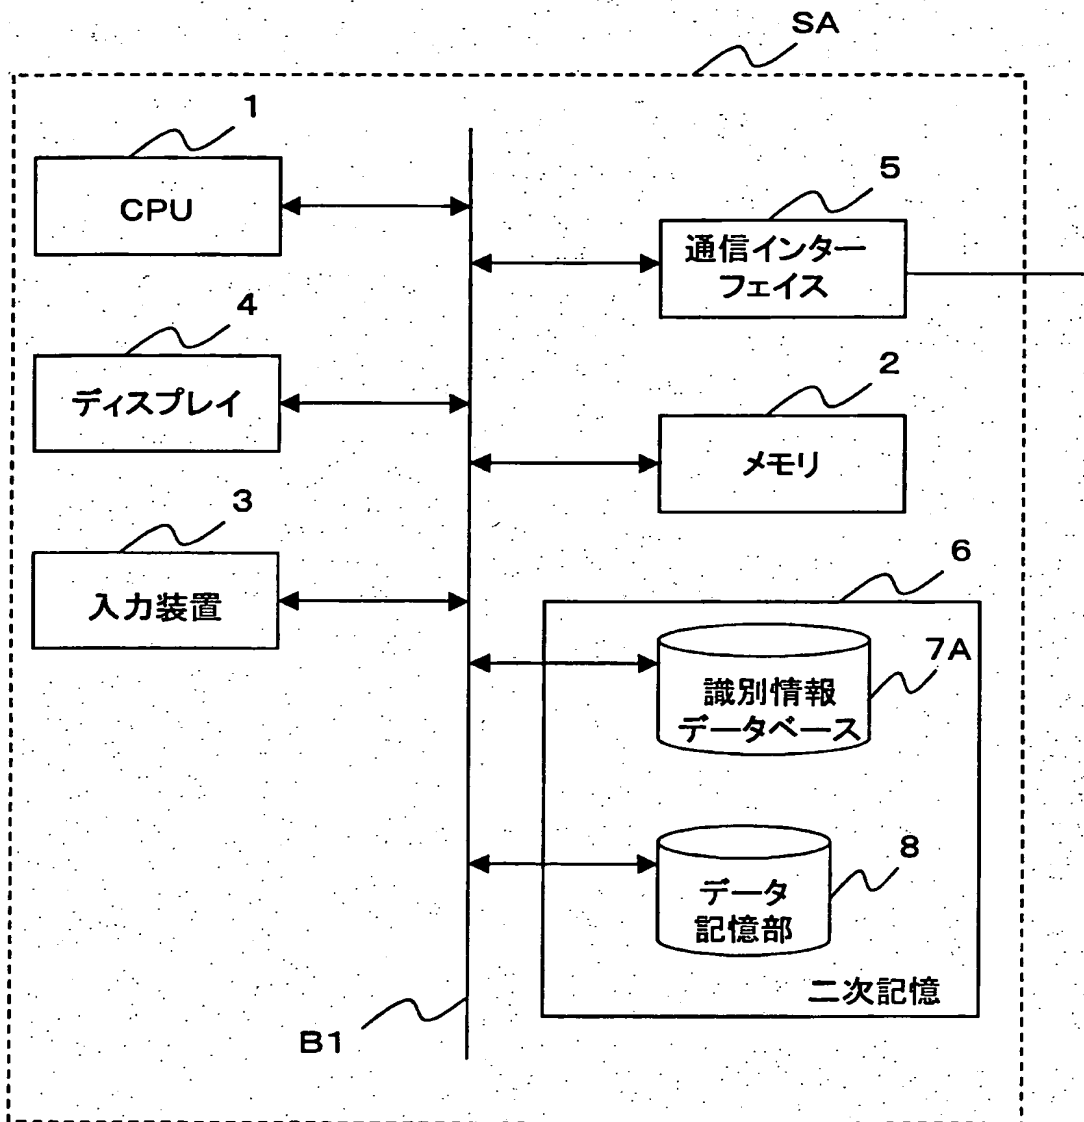 SA
1
CPU
5
通信インター
フェイス
4
ディスプレイ
2
メモリ
3
入力装置
6
7A
識別情報
データベース
8
データ
記憶部
二次記憶
B1